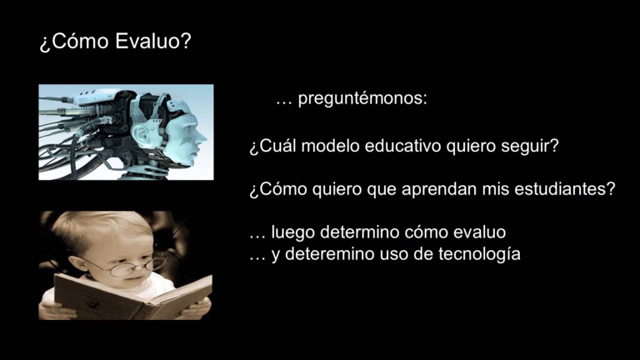 ¿Cómo Evaluo?
… preguntémonos:
¿Cuál modelo educativo quiero seguir?
¿Cómo quiero que aprendan mis estudiantes?
… luego determino cómo evaluo
… y deteremino uso de tecnología